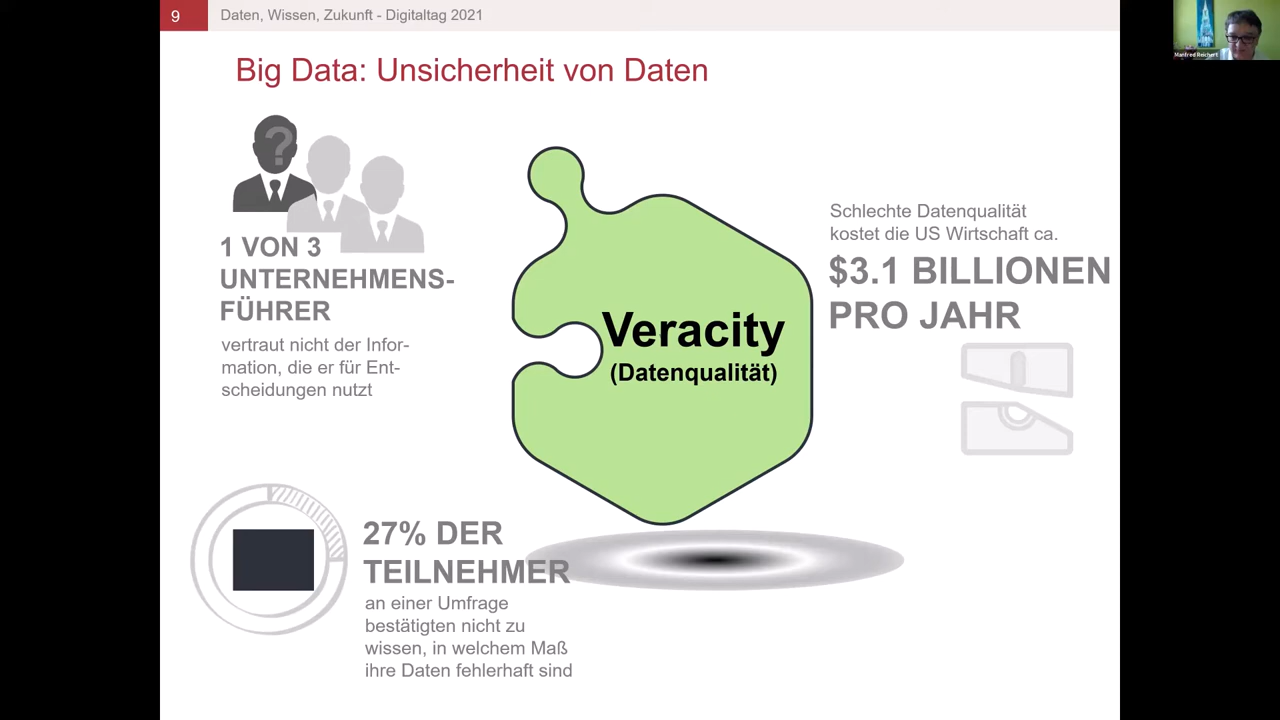 9
Daten, Wissen, Zukunft - Digitaltag 2021
Manfred Reichert
Big Data: Unsicherheit von Daten
?
1 VON 3
UNTERNEHMENS-
FÜHRER
vertraut nicht der Infor-
mation, die er für Ent-
scheidungen nutzt
Veracity
(Datenqualität)
Schlechte Datenqualität
kostet die US Wirtschaft ca.
$3.1 BILLIONEN
PRO JAHR
27% DER
TEILNEHMER
an einer Umfrage
bestätigten nicht zu
wissen, in welchem Maß
ihre Daten fehlerhaft sind